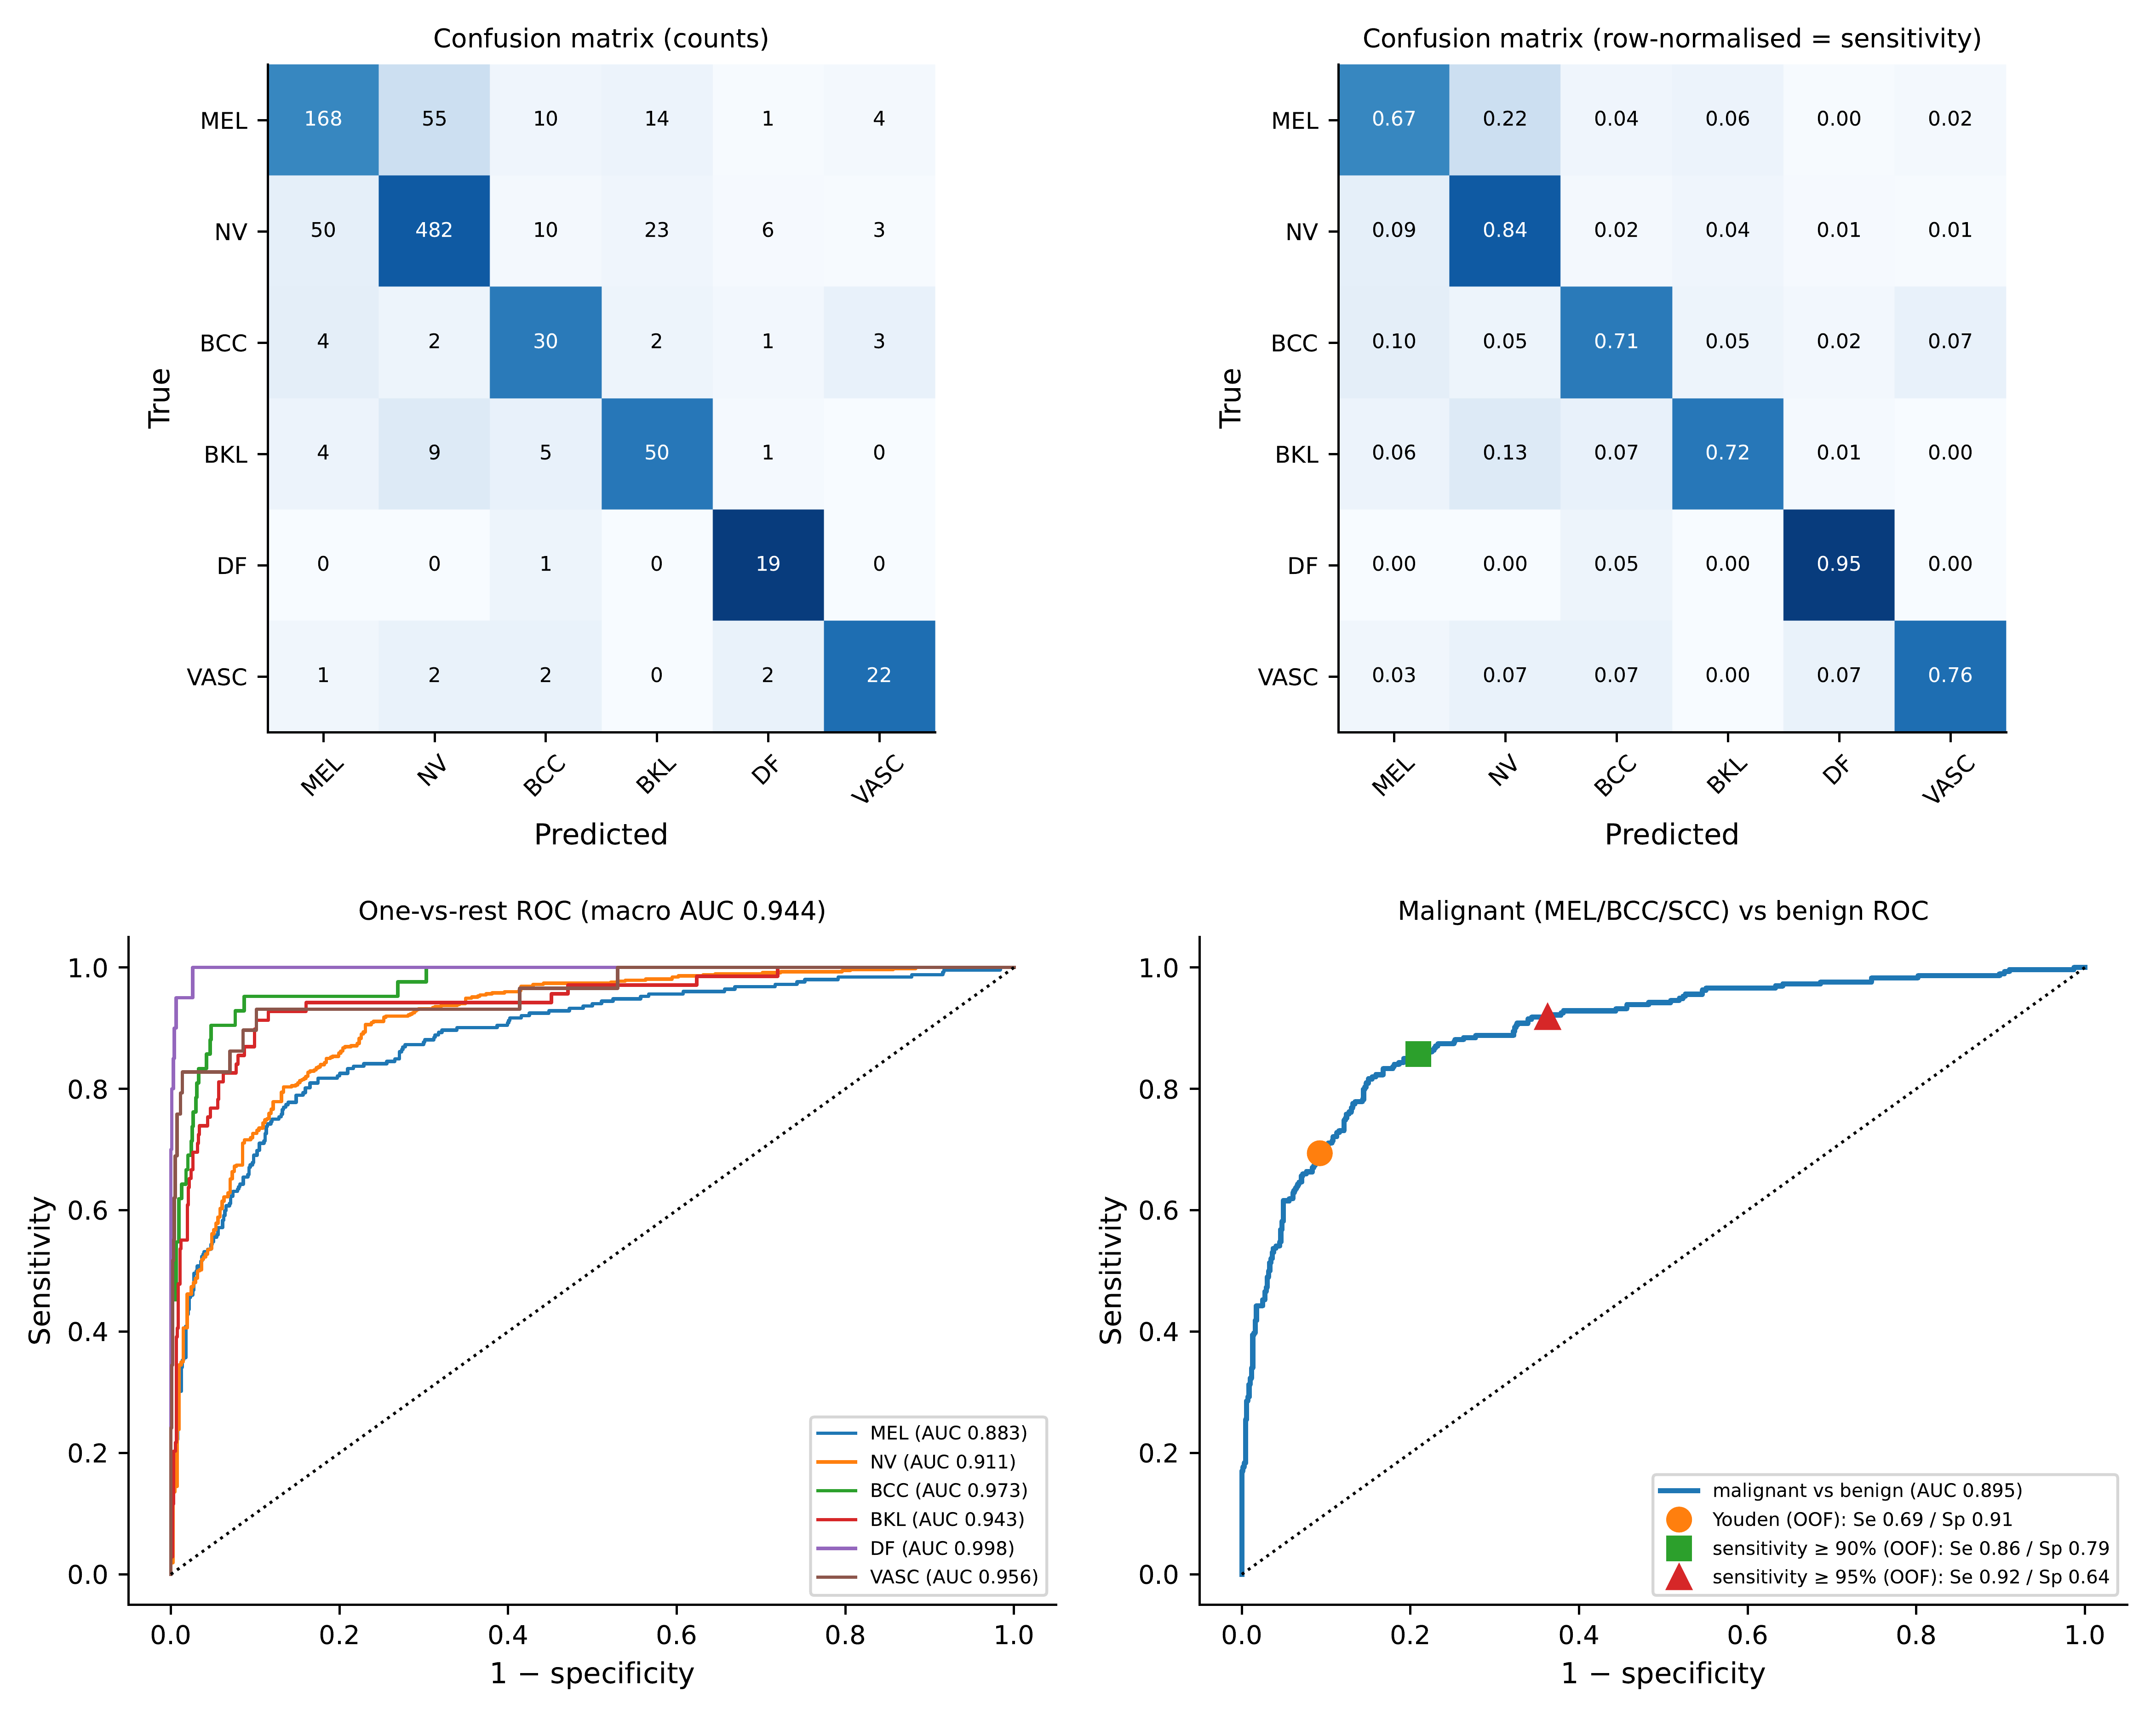 Confusion matrix (counts)
MEL 168 55 10 14 1 4
NV 50 482 10 23 6 3
BCC 4 2 30 2 1 3
BKL 4 9 5 50 1 0
DF 0 0 1 0 19 0
VASC 1 2 2 0 2 22
True
MEL NV BCC BKL DF VASC
Predicted
Confusion matrix (row-normalised = sensitivity)
MEL 0.67 0.22 0.04 0.06 0.00 0.02
NV 0.09 0.84 0.02 0.04 0.01 0.01
BCC 0.10 0.05 0.71 0.05 0.02 0.07
BKL 0.06 0.13 0.07 0.72 0.01 0.00
DF 0.00 0.00 0.05 0.00 0.95 0.00
VASC 0.03 0.07 0.07 0.00 0.07 0.76
True
MEL NV BCC BKL DF VASC
Predicted
One-vs-rest ROC (macro AUC 0.944)
1.0
0.8
0.6
0.4
0.2
0.0
Sensitivity
MEL (AUC 0.883)
NV (AUC 0.911)
BCC (AUC 0.973)
BKL (AUC 0.943)
DF (AUC 0.998)
VASC (AUC 0.956)
0.0 0.2 0.4 0.6 0.8 1.0
1 − specificity
Malignant (MEL/BCC/SCC) vs benign ROC
1.0
0.8
0.6
0.4
0.2
0.0
Sensitivity
malignant vs benign (AUC 0.895)
Youden (OOF): Se 0.69 / Sp 0.91
sensitivity ≥ 90% (OOF): Se 0.86 / Sp 0.79
sensitivity ≥ 95% (OOF): Se 0.92 / Sp 0.64
0.0 0.2 0.4 0.6 0.8 1.0
1 − specificity